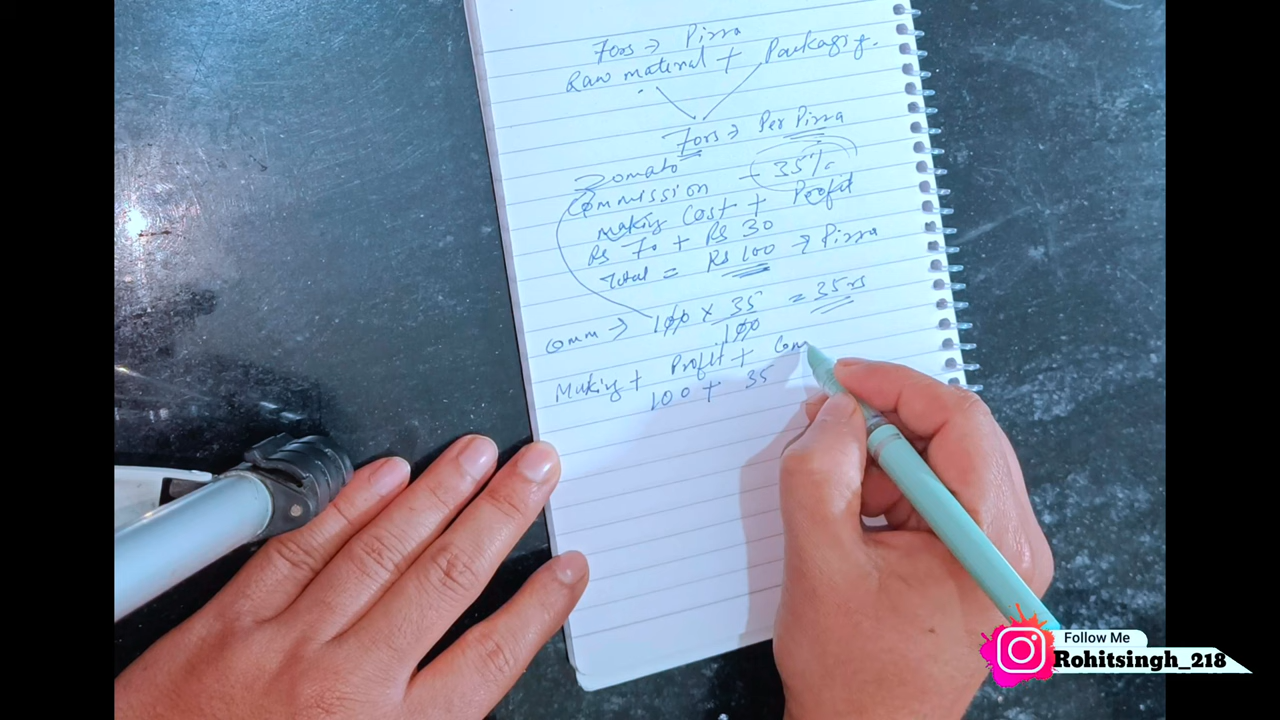 70rs → Pizza
Raw material + Packaging.
70rs → Per Pizza
Zomato
Commission - 35%
Making Cost + Profit
Rs 70 + Rs 30
Total = Rs 100 → Pizza
Comm → 100 × 35/100 = 35rs
Making + Profit + Com
100 + 35
Follow Me
Rohitsingh_218